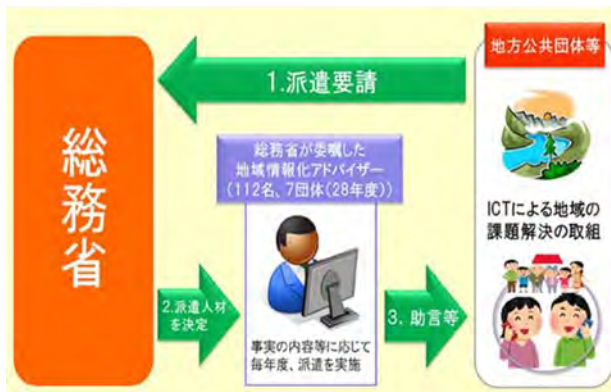 総務省
1.派遣要請
地方公共団体等
総務省が委嘱した
地域情報化アドバイザー
(112名、7団体(28年度))
ICTによる地域の
課題解決の取組
2.派遣人材
を決定
3、助言等
事実の内容等に応じて
毎年度、派遣を実施